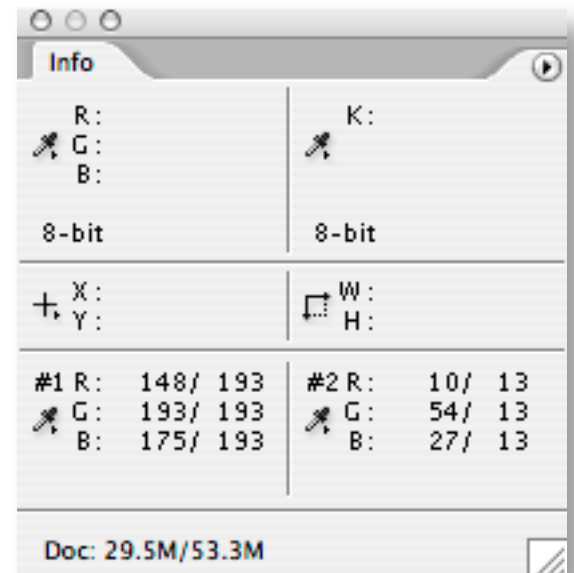 Info
R:
G:
B:
8-bit
K:
8-bit
X:
Y:
W:
H:
#1 R: 148/ 193
G: 193/ 193
B: 175/ 193
#2 R: 10/ 13
G: 54/ 13
B: 27/ 13
Doc: 29.5M/53.3M